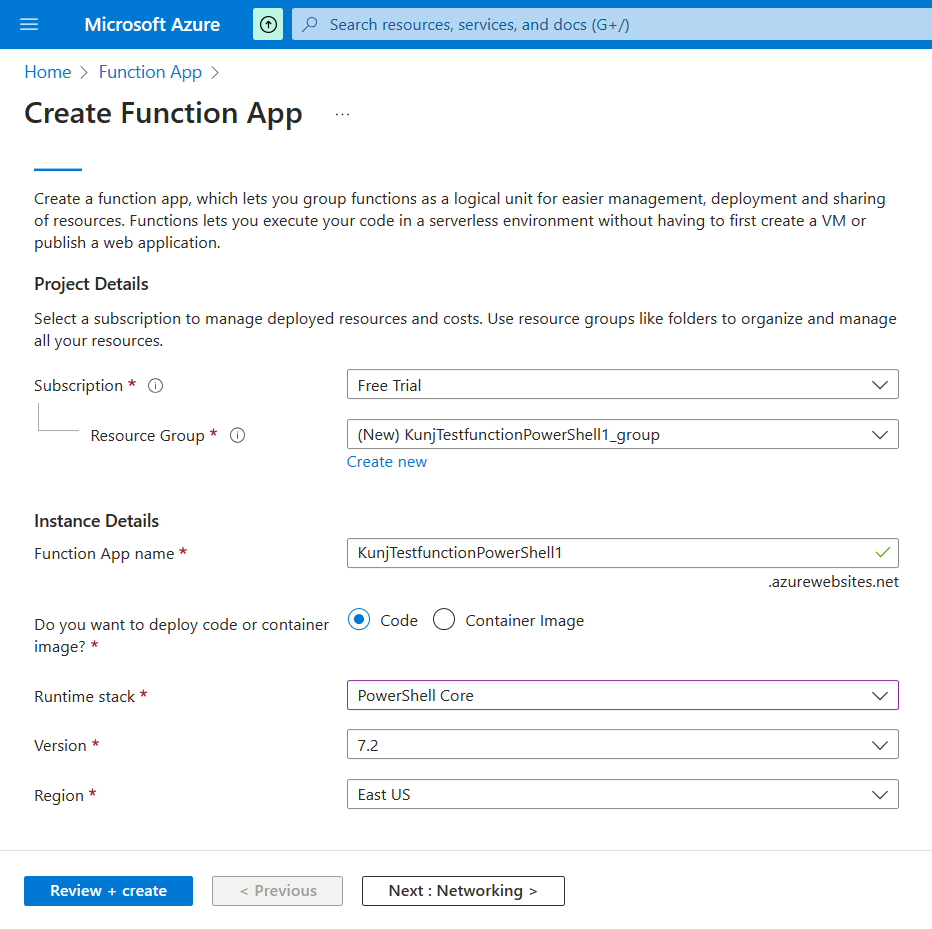 Microsoft Azure
Search resources, services, and docs (G+/)
Home > Function App >
Create Function App ...
Create a function app, which lets you group functions as a logical unit for easier management, deployment and sharing
of resources. Functions lets you execute your code in a serverless environment without having to first create a VM or
publish a web application.
Project Details
Select a subscription to manage deployed resources and costs. Use resource groups like folders to organize and manage
all your resources.
Subscription *
Free Trial
Resource Group *
(New) KunjTestfunctionPowerShell1_group
Create new
Instance Details
Function App name *
KunjTestfunctionPowerShell1
.azurewebsites.net
Do you want to deploy code or container
image? *
Code
Container Image
Runtime stack *
PowerShell Core
Version *
7.2
Region *
East US
Review + create
< Previous
Next : Networking >